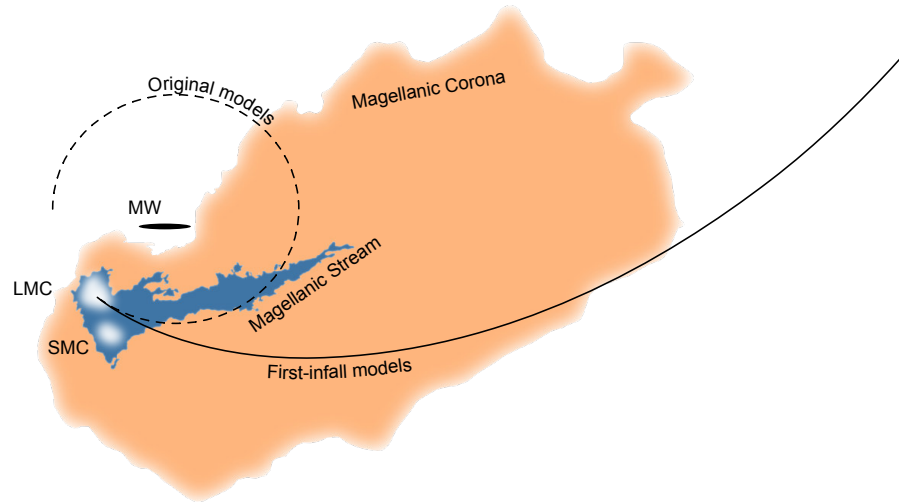 Original models
Magellanic Corona
MW
LMC
Magellanic Stream
SMC
First-infall models